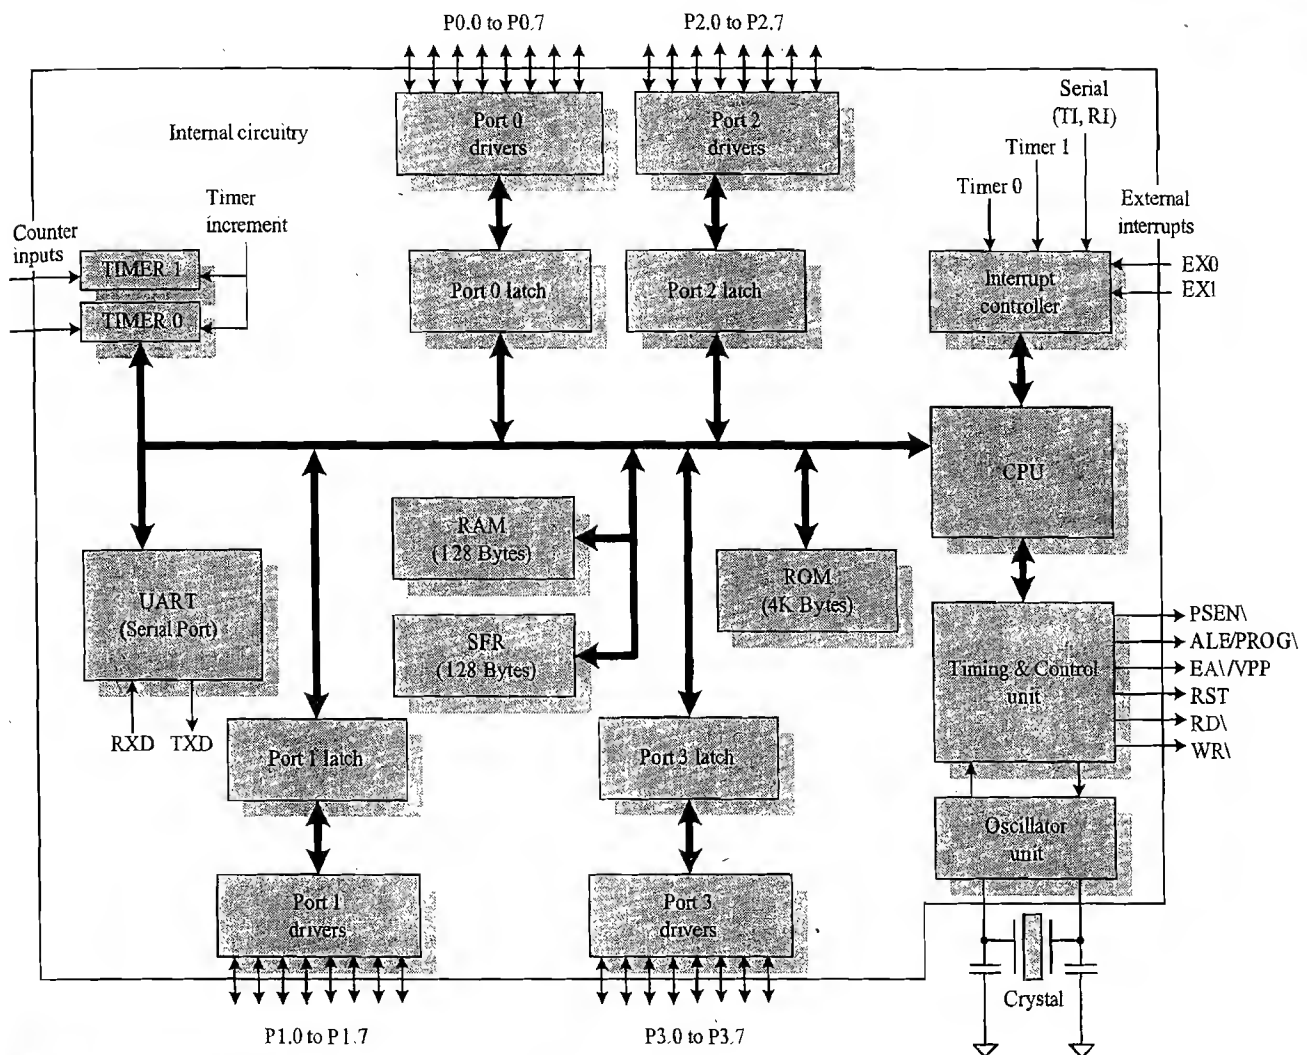 P0.0 to P0.7
P2.0 to P2.7
Serial
(TI, RI)
Internal circuitry
Port 0
drivers
Port 2
drivers
Timer 1
Timer 0
External
interrupts
Timer
increment
Counter
inputs
TIMER 1
TIMER 0
Port 0 latch
Port 2 latch
Interrupt
controller
EX0
EX1
CPU
RAM
(128 Bytes)
ROM
(4K Bytes)
UART
(Serial Port)
SFR
(128 Bytes)
Timing & Control
unit
PSEN\
ALE/PROG\
EA\/VPP
RST
RD\
WR\
RXD
TXD
Port 1 latch
Port 3 latch
Oscillator
unit
Port 1
drivers
Port 3
drivers
Crystal
P1.0 to P1.7
P3.0 to P3.7